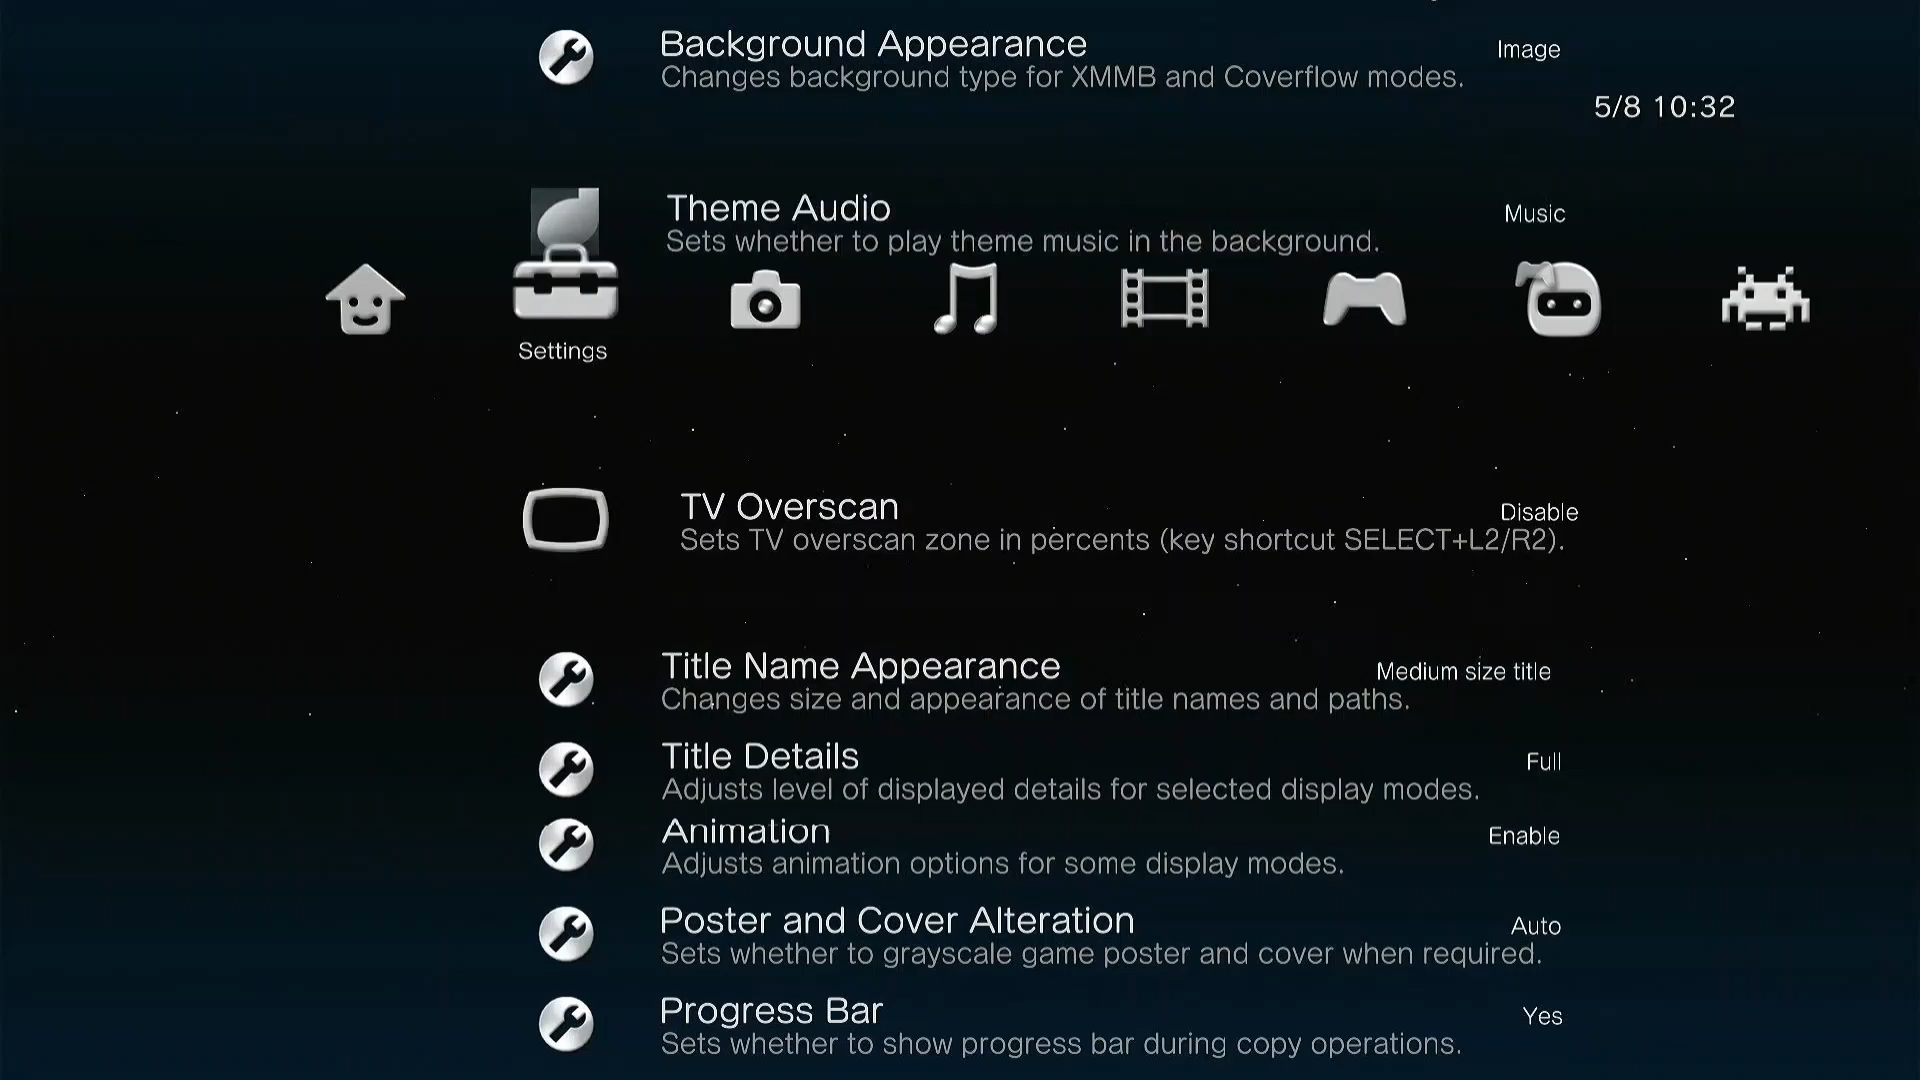 Background Appearance
Image
Changes background type for XMMB and Coverflow modes.
5/8 10:32
Theme Audio
Music
Sets whether to play theme music in the background.
Settings
TV Overscan
Disable
Sets TV overscan zone in percents (key shortcut SELECT+L2/R2).
Title Name Appearance
Medium size title
Changes size and appearance of title names and paths.
Title Details
Full
Adjusts level of displayed details for selected display modes.
Animation
Enable
Adjusts animation options for some display modes.
Poster and Cover Alteration
Auto
Sets whether to grayscale game poster and cover when required.
Progress Bar
Yes
Sets whether to show progress bar during copy operations.